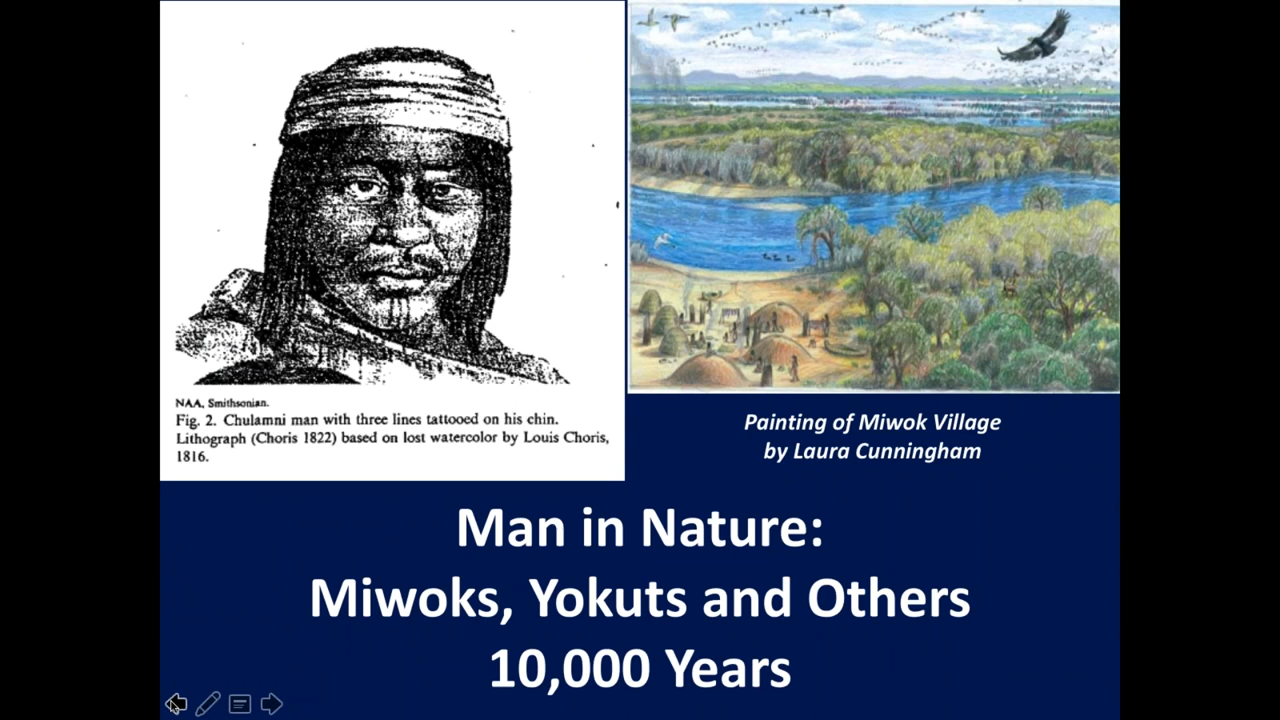 NAA, Smithsonian.
Fig. 2. Chulamni man with three lines tattooed on his chin.
Lithograph (Choris 1822) based on lost watercolor by Louis Choris,
1816.
Painting of Miwok Village
by Laura Cunningham
Man in Nature:
Miwoks, Yokuts and Others
10,000 Years